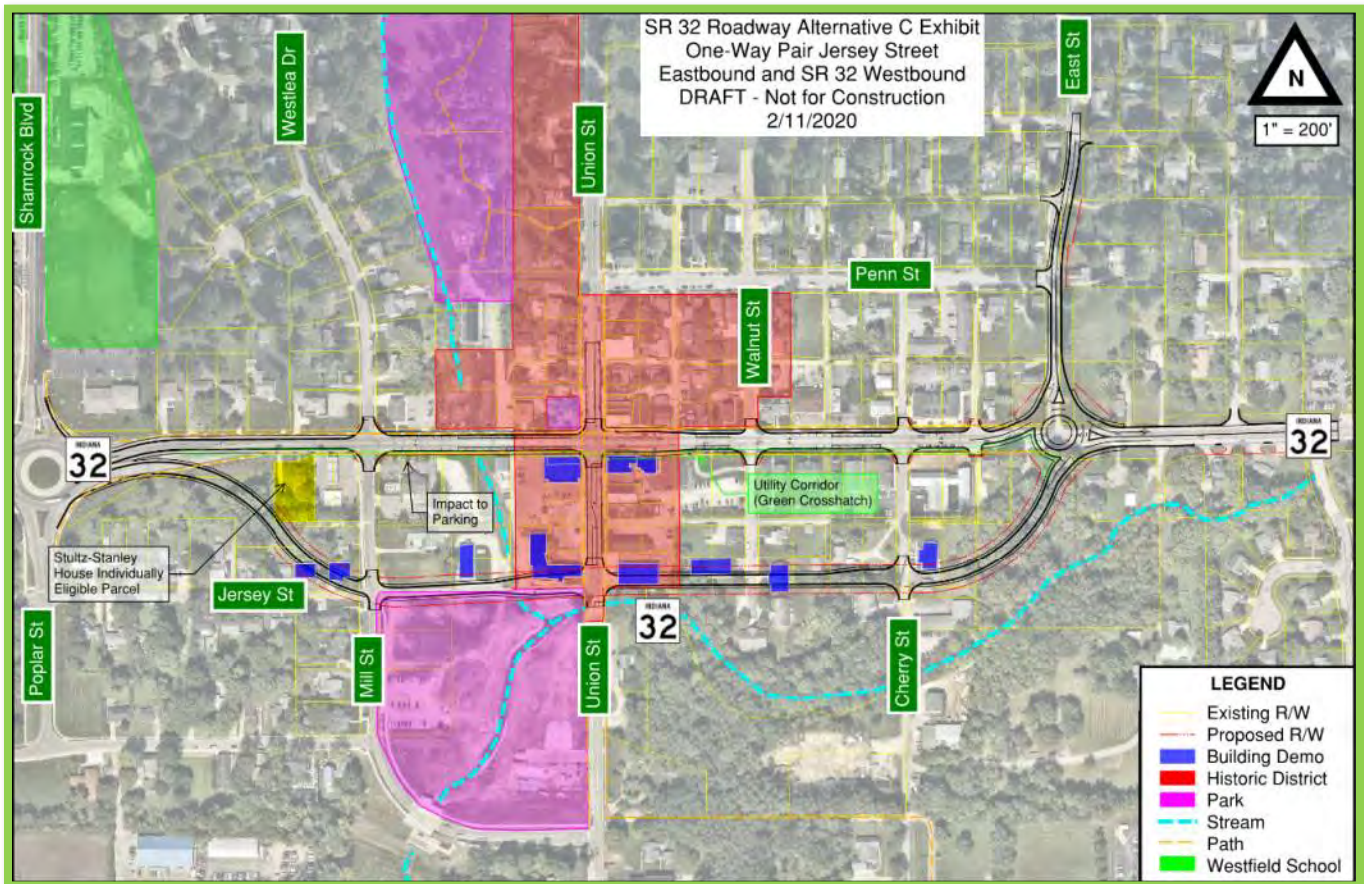 SR 32 Roadway Alternative C Exhibit
One-Way Pair Jersey Street
Eastbound and SR 32 Westbound
DRAFT - Not for Construction
2/11/2020
N
1" = 200'
Shamrock Blvd
Westlea Dr
Union St
East St
Penn St
Walnut St
INDIANA
32
INDIANA
32
Impact to
Parking
Utility Corridor
(Green Crosshatch)
Stultz-Stanley
House Individually
Eligible Parcel
Jersey St
INDIANA
32
Poplar St
Mill St
Union St
Cherry St
LEGEND
Existing R/W
Proposed R/W
Building Demo
Historic District
Park
Stream
Path
Westfield School